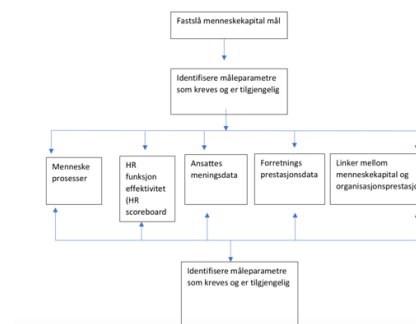 Fastslå menneskekapital mål
Identifisere måleparametre
som kreves og er tilgjengelig
Menneske
prosesser
HR
funksjon
effektivitet
(HR
scoreboard
Ansattes
meningsdata
Forretnings
prestasjonsdata
Linker mellom
menneskekapital og
organisasjonsprestasjo
Identifisere måleparametre
som kreves og er tilgjengelig